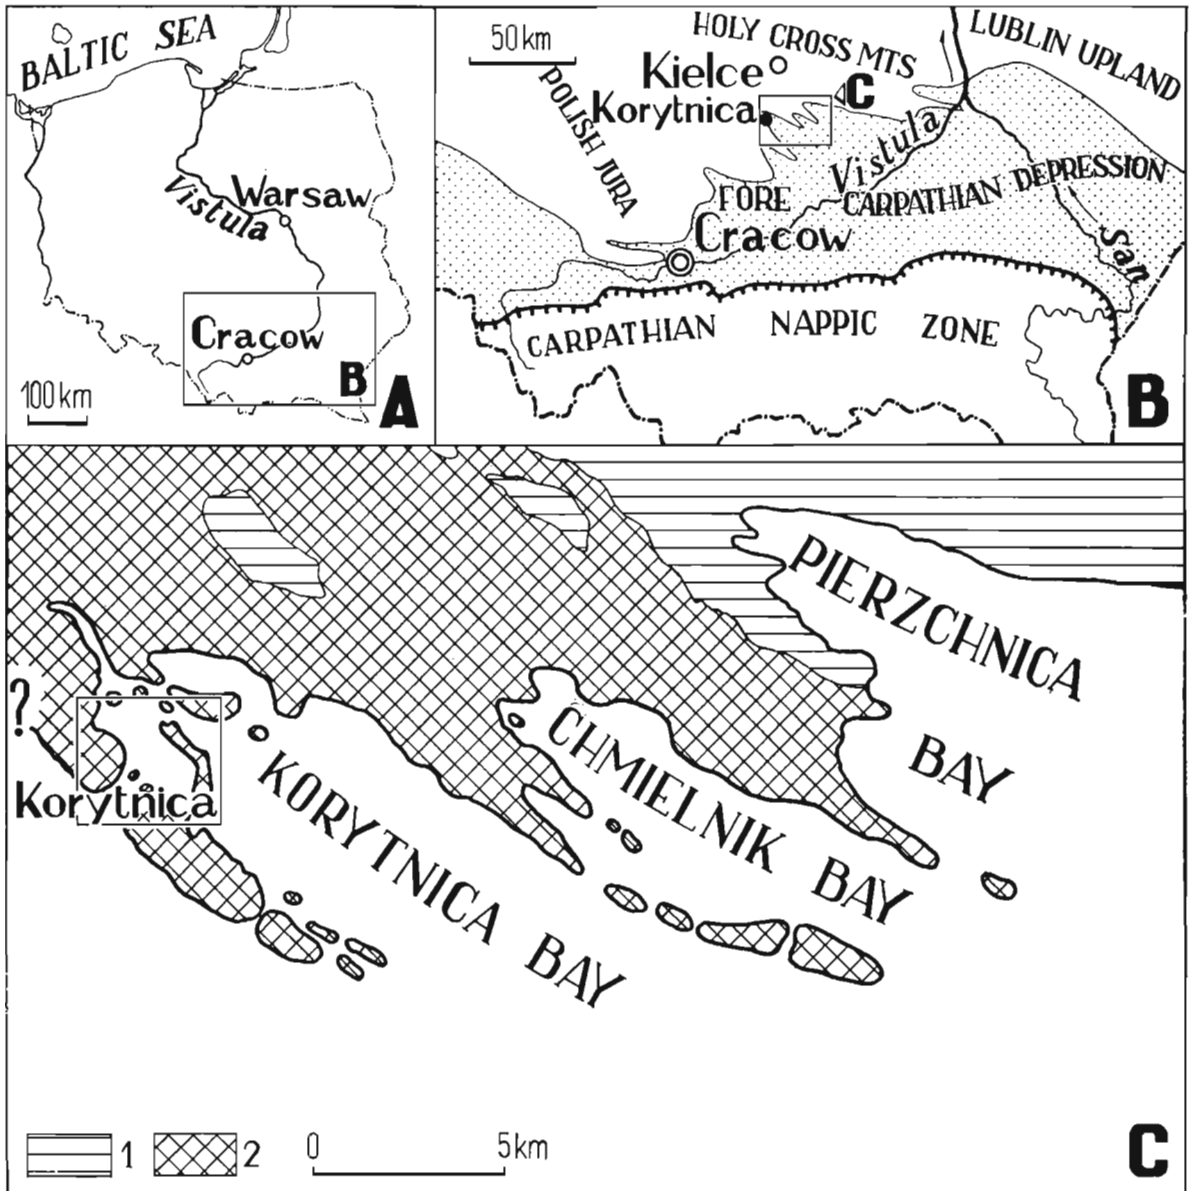 BALTIC SEA
Vistula
Warsaw
Cracow
B
100 km
A
50 km
HOLY CROSS MTS
LUBLIN UPLAND
Kielce
C
Korytnica
POLISH JURA
Vistula
FORE
CARPATHIAN DEPRESSION
Cracow
San
CARPATHIAN NAPPIC ZONE
B
PIERZCHNICA
BAY
?
Korytnica
CHMIELNIK BAY
KORYTNICA BAY
1
2
0
5 km
C